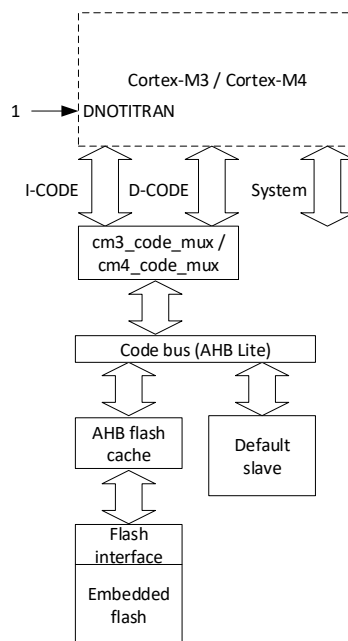 Cortex-M3 / Cortex-M4
1
DNOTITRAN
I-CODE
D-CODE
System
cm3_code_mux /
cm4_code_mux
Code bus (AHB Lite)
AHB flash
cache
Default
slave
Flash
interface
Embedded
flash